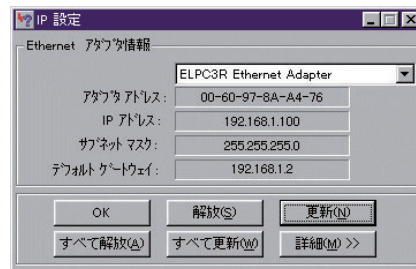 IP 設定
Ethernet アダプタ情報
ELPC3R Ethernet Adapter
アダプタ アドレス： 00-60-97-8A-A4-76
IP アドレス： 192.168.1.100
サブネット マスク： 255.255.255.0
デフォルト ゲートウェイ： 192.168.1.2
OK 解放(S) 更新(N)
すべて解放(A) すべて更新(W) 詳細(M) >>